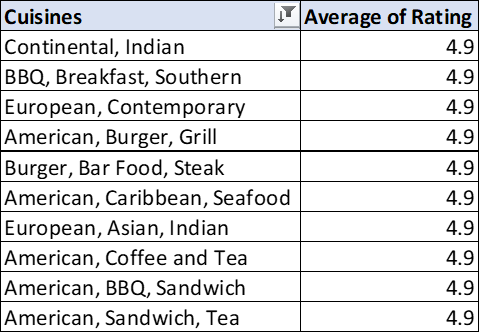 Cuisines Average of Rating
Continental, Indian 4.9
BBQ, Breakfast, Southern 4.9
European, Contemporary 4.9
American, Burger, Grill 4.9
Burger, Bar Food, Steak 4.9
American, Caribbean, Seafood 4.9
European, Asian, Indian 4.9
American, Coffee and Tea 4.9
American, BBQ, Sandwich 4.9
American, Sandwich, Tea 4.9